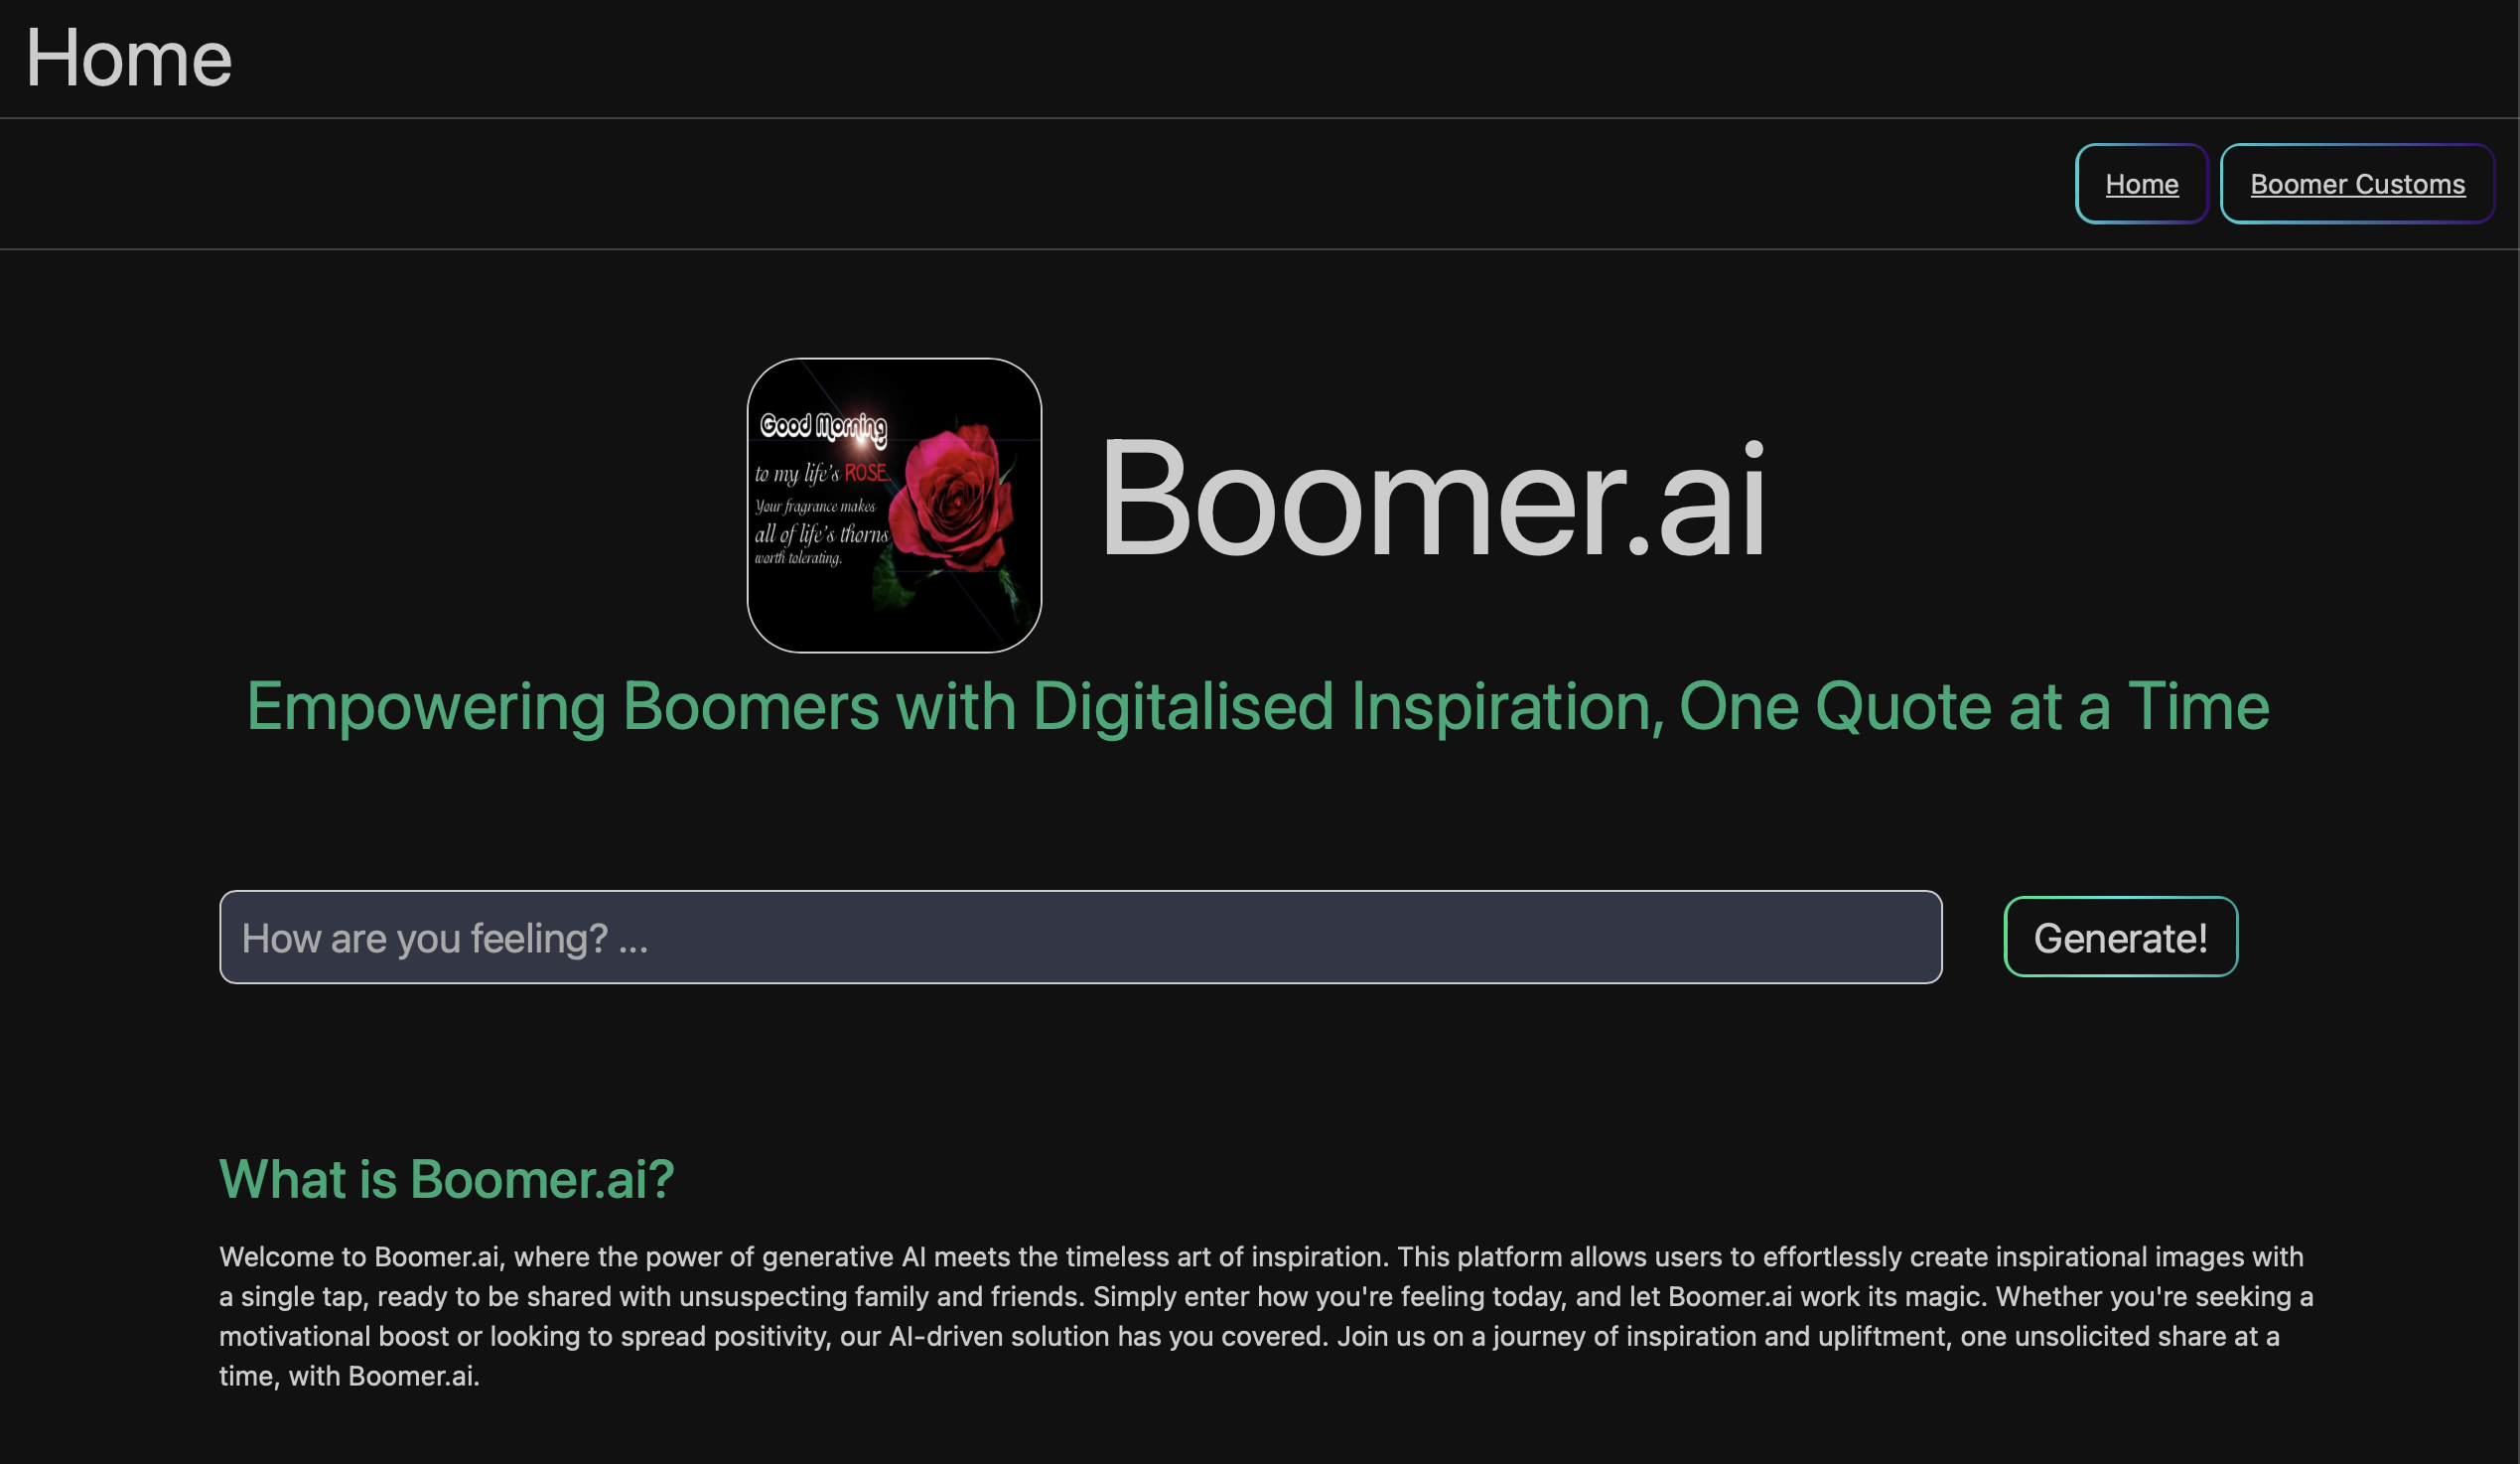 Home
Home
Boomer Customs
Good Morning
to my life's ROSE.
Your fragrance makes
all of life's thorns
worth tolerating.
Boomer.ai
Empowering Boomers with Digitalised Inspiration, One Quote at a Time
How are you feeling? ...
Generate!
What is Boomer.ai?
Welcome to Boomer.ai, where the power of generative AI meets the timeless art of inspiration. This platform allows users to effortlessly create inspirational images with
a single tap, ready to be shared with unsuspecting family and friends. Simply enter how you're feeling today, and let Boomer.ai work its magic. Whether you're seeking a
motivational boost or looking to spread positivity, our AI-driven solution has you covered. Join us on a journey of inspiration and upliftment, one unsolicited share at a
time, with Boomer.ai.